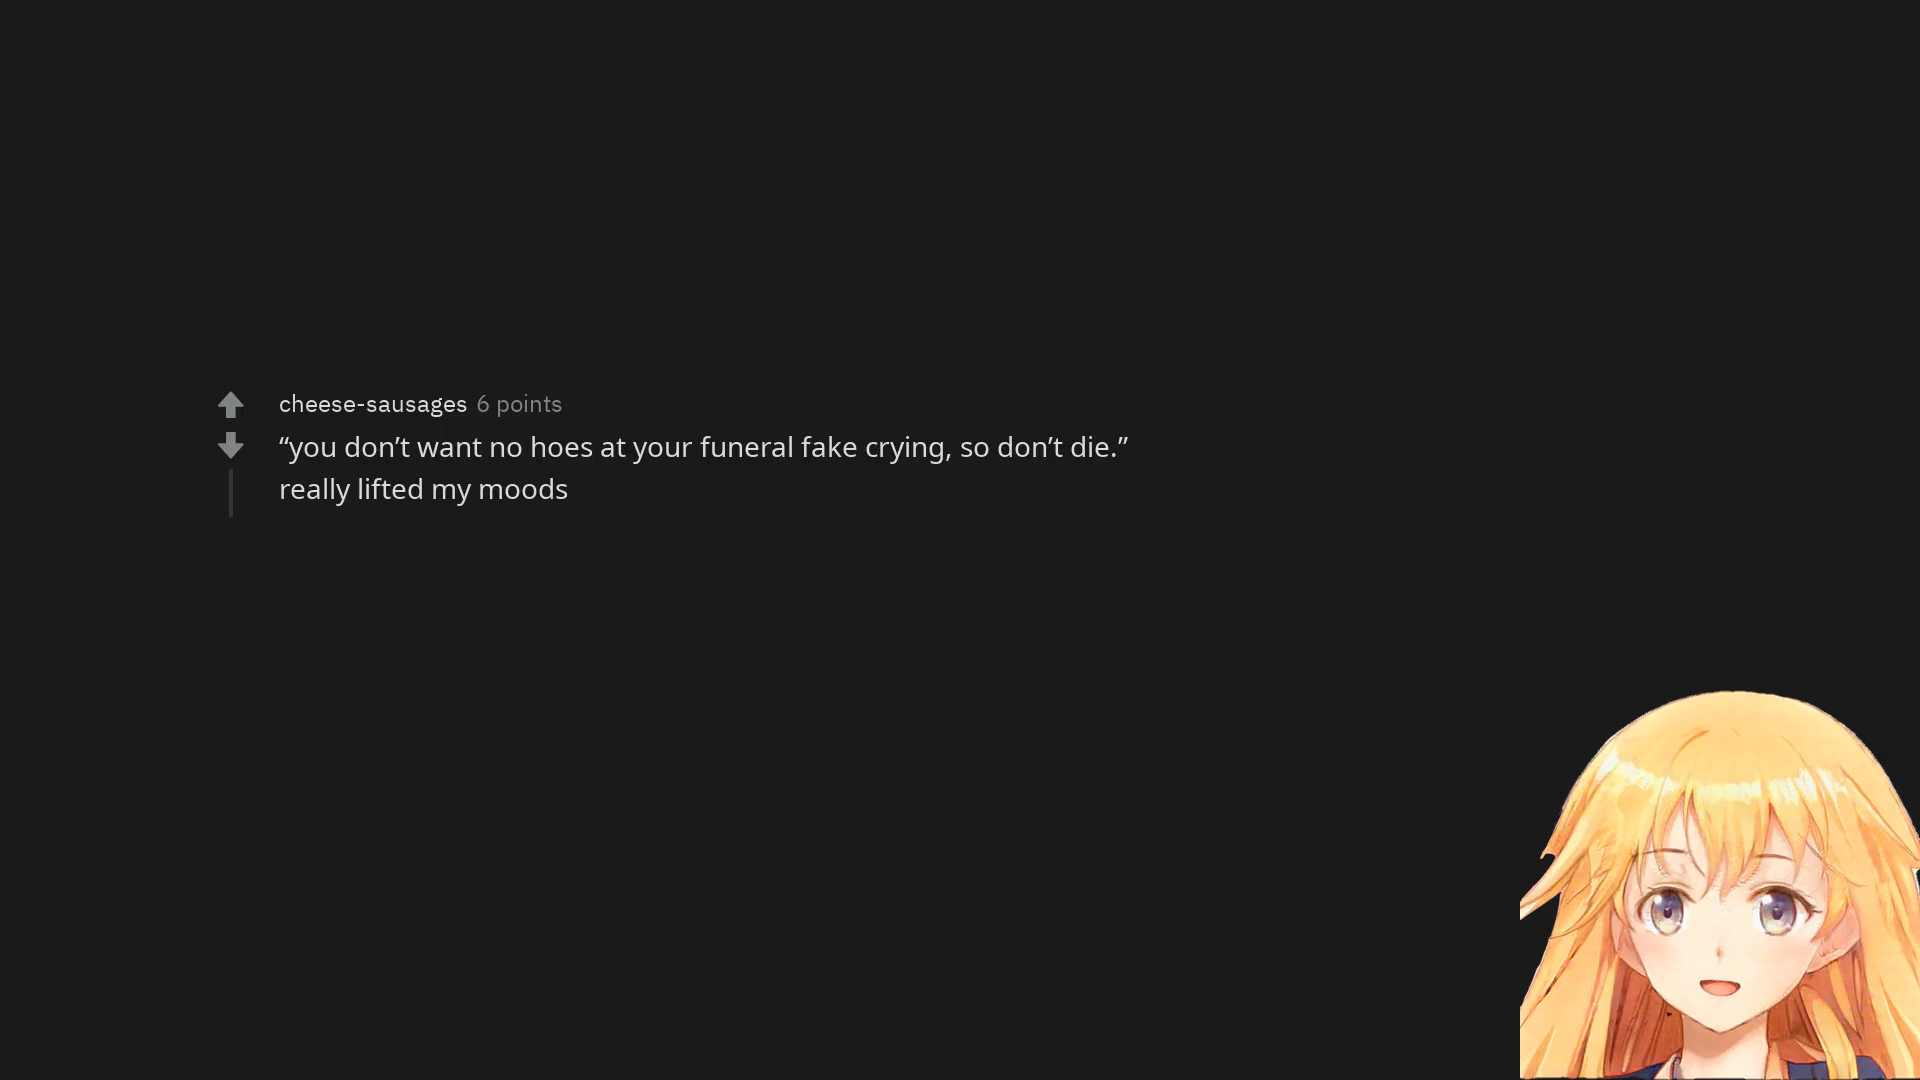 cheese-sausages 6 points
“you don’t want no hoes at your funeral fake crying, so don’t die.”
really lifted my moods